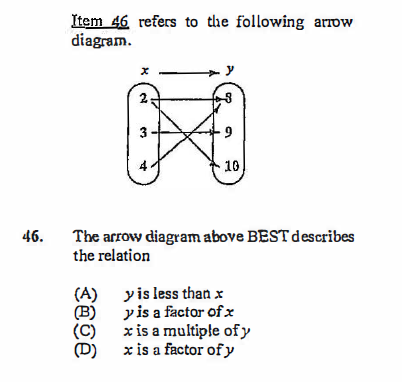 Item 46 refers to the following arrow
diagram.
x y
2 8
3 9
4 10
46. The arrow diagram above BEST describes
the relation
(A) y is less than x
(B) y is a factor of x
(C) x is a multiple of y
(D) x is a factor of y